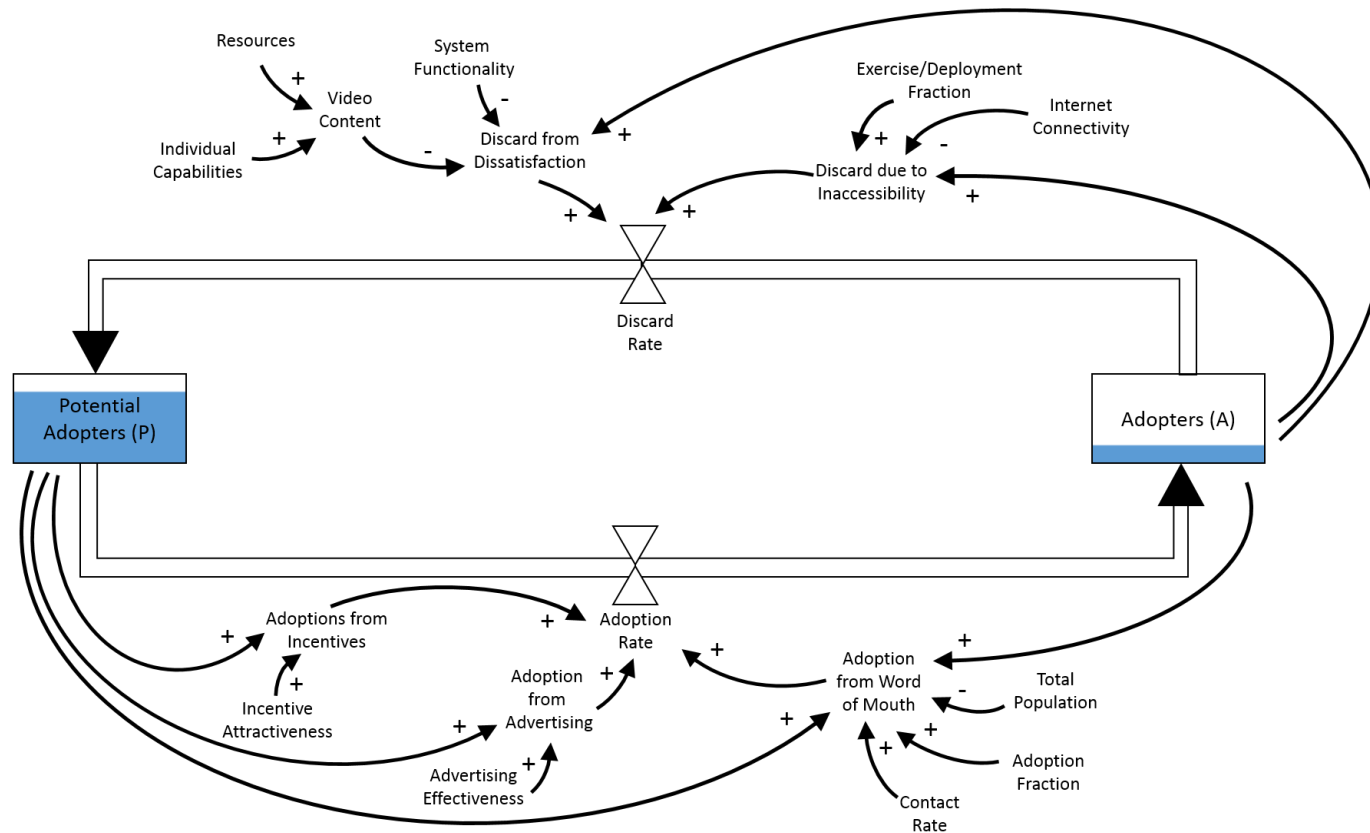 Resources
+
Video
Content
Individual
Capabilities
+
-
System
Functionality
-
Discard from
Dissatisfaction
+
+
Exercise/Deployment
Fraction
+
Internet
Connectivity
-
Discard due to
Inaccessibility
+
+
Discard
Rate
Potential
Adopters (P)
Adopters (A)
Adoptions from
Incentives
+
+
Incentive
Attractiveness
+
Adoption
Rate
Adoption
from
Advertising
+
+
Advertising
Effectiveness
+
Adoption
from Word
of Mouth
+
+
+
Total
Population
-
Adoption
Fraction
+
Contact
Rate
+